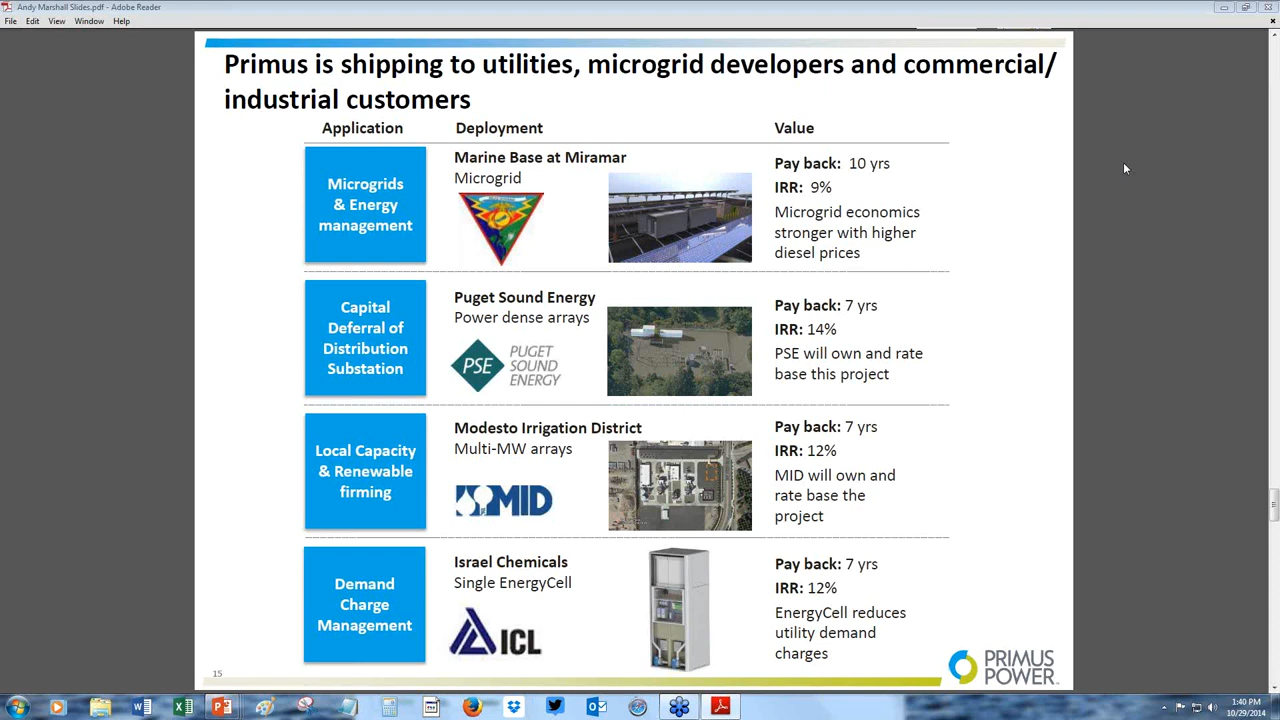 Andy Marshall Slides.pdf - Adobe Reader
File Edit View Window Help
Primus is shipping to utilities, microgrid developers and commercial/
industrial customers
Application Deployment Value
Microgrids
& Energy
management
Marine Base at Miramar
Microgrid
Pay back: 10 yrs
IRR: 9%
Microgrid economics
stronger with higher
diesel prices
Capital
Deferral of
Distribution
Substation
Puget Sound Energy
Power dense arrays
PSE
PUGET
SOUND
ENERGY
Pay back: 7 yrs
IRR: 14%
PSE will own and rate
base this project
Local Capacity
& Renewable
firming
Modesto Irrigation District
Multi-MW arrays
MID
Pay back: 7 yrs
IRR: 12%
MID will own and
rate base the
project
Demand
Charge
Management
Israel Chemicals
Single EnergyCell
ICL
Pay back: 7 yrs
IRR: 12%
EnergyCell reduces
utility demand
charges
15
PRIMUS
POWER
1:40 PM
10/29/2014